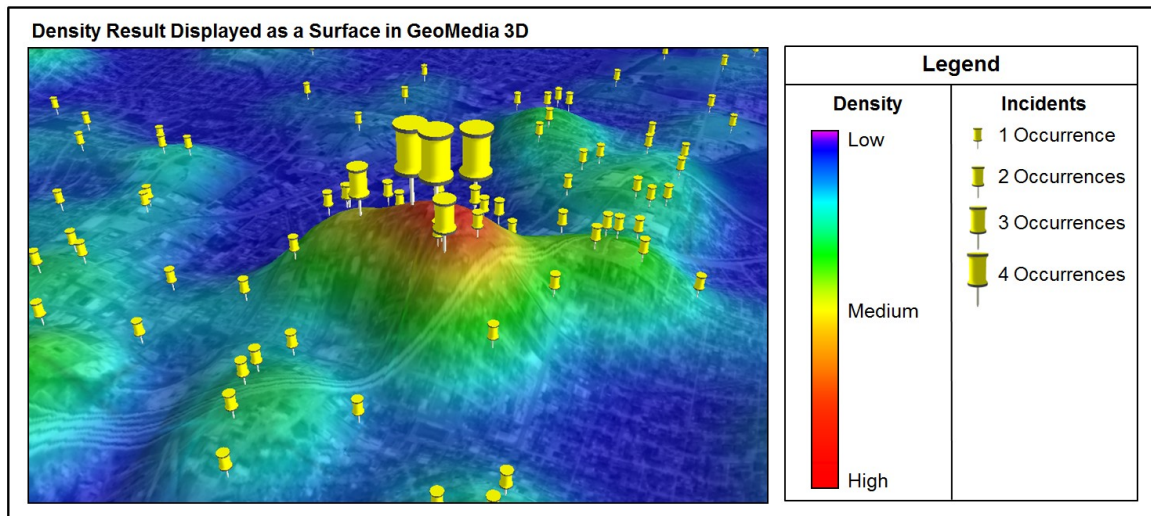 Density Result Displayed as a Surface in GeoMedia 3D
Legend
Density
Low
Medium
High
Incidents
1 Occurrence
2 Occurrences
3 Occurrences
4 Occurrences